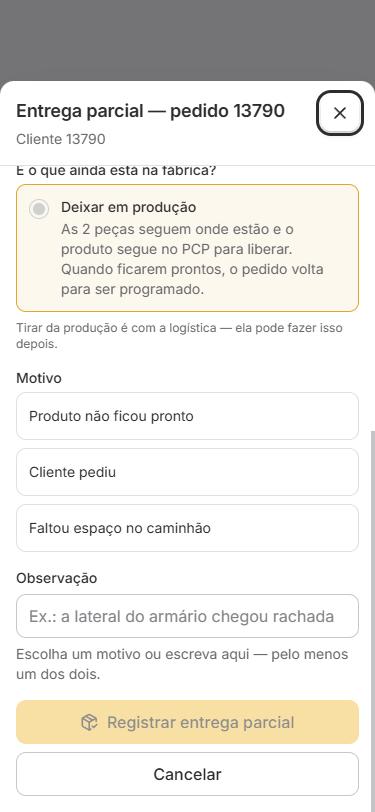 Entrega parcial — pedido 13790
Cliente 13790
E o que ainda está na fábrica?
Deixar em produção
As 2 peças seguem onde estão e o
produto segue no PCP para liberar.
Quando ficarem prontos, o pedido volta
para ser programado.
Tirar da produção é com a logística — ela pode fazer isso
depois.
Motivo
Produto não ficou pronto
Cliente pediu
Faltou espaço no caminhão
Observação
Ex.: a lateral do armário chegou rachada
Escolha um motivo ou escreva aqui — pelo menos
um dos dois.
Registrar entrega parcial
Cancelar